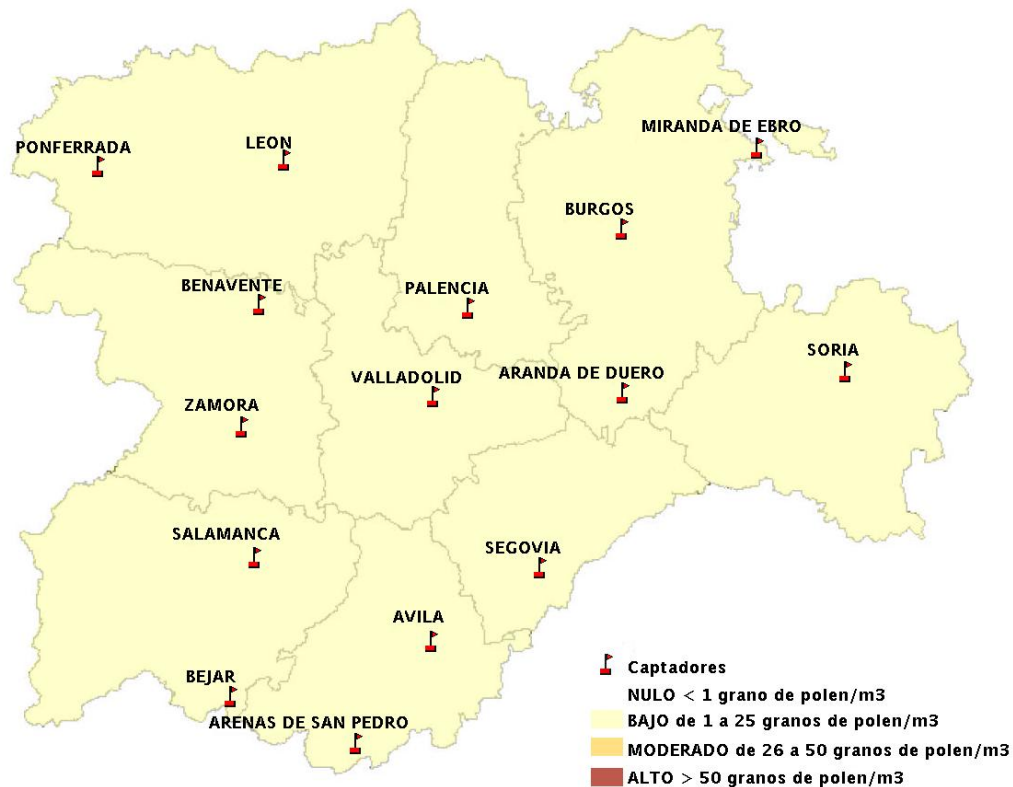 MIRANDA DE EBRO
PONFERRADA
LEON
BURGOS
BENAVENTE
PALENCIA
SORIA
VALLADOLID
ARANDA DE DUERO
ZAMORA
SALAMANCA
SEGOVIA
AVILA
BEJAR
ARENAS DE SAN PEDRO
Captadores
NULO < 1 grano de polen/m3
BAJO de 1 a 25 granos de polen/m3
MODERADO de 26 a 50 granos de polen/m3
ALTO > 50 granos de polen/m3